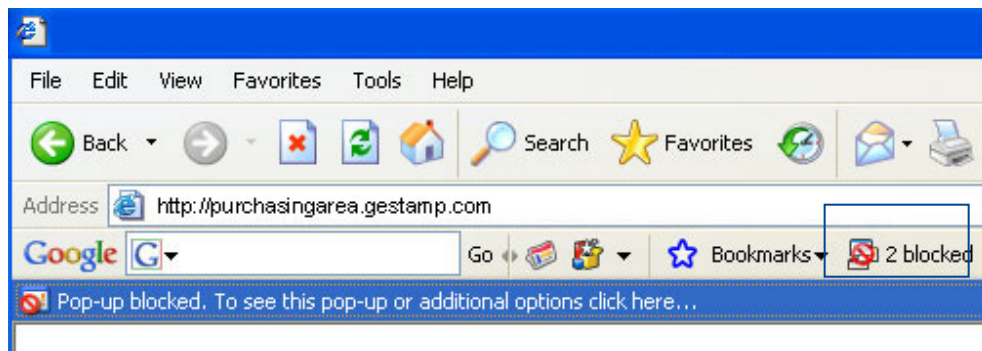 File Edit View Favorites Tools Help
Back Search Favorites
Address http://purchasingarea.gestamp.com
Google G Go Bookmarks 2 blocked
Pop-up blocked. To see this pop-up or additional options click here...